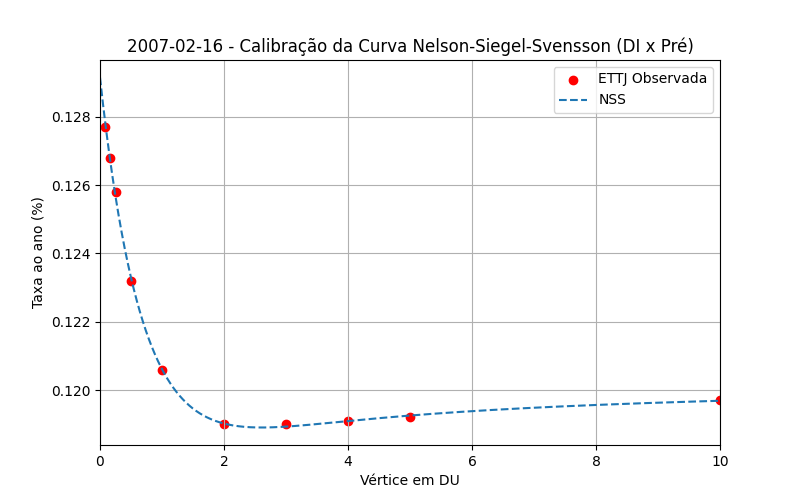 2007-02-16 - Calibração da Curva Nelson-Siegel-Svensson (DI x Pré)
ETTJ Observada
NSS
Taxa ao ano (%)
0.128
0.126
0.124
0.122
0.120
0 2 4 6 8 10
Vértice em DU